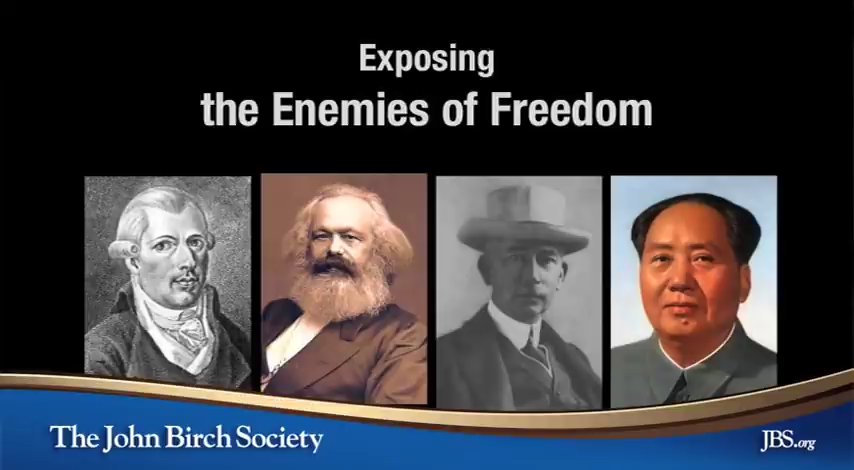 Exposing
the Enemies of Freedom
The John Birch Society
JBS.org